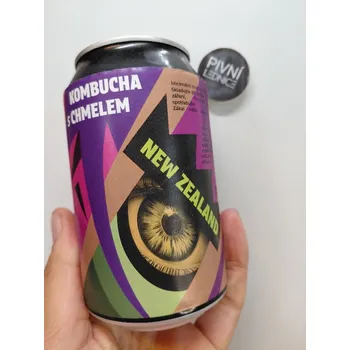 KOMBUCHA
S CHMELEM
NEW ZEALAND
PIVNÍ
LEDNICE